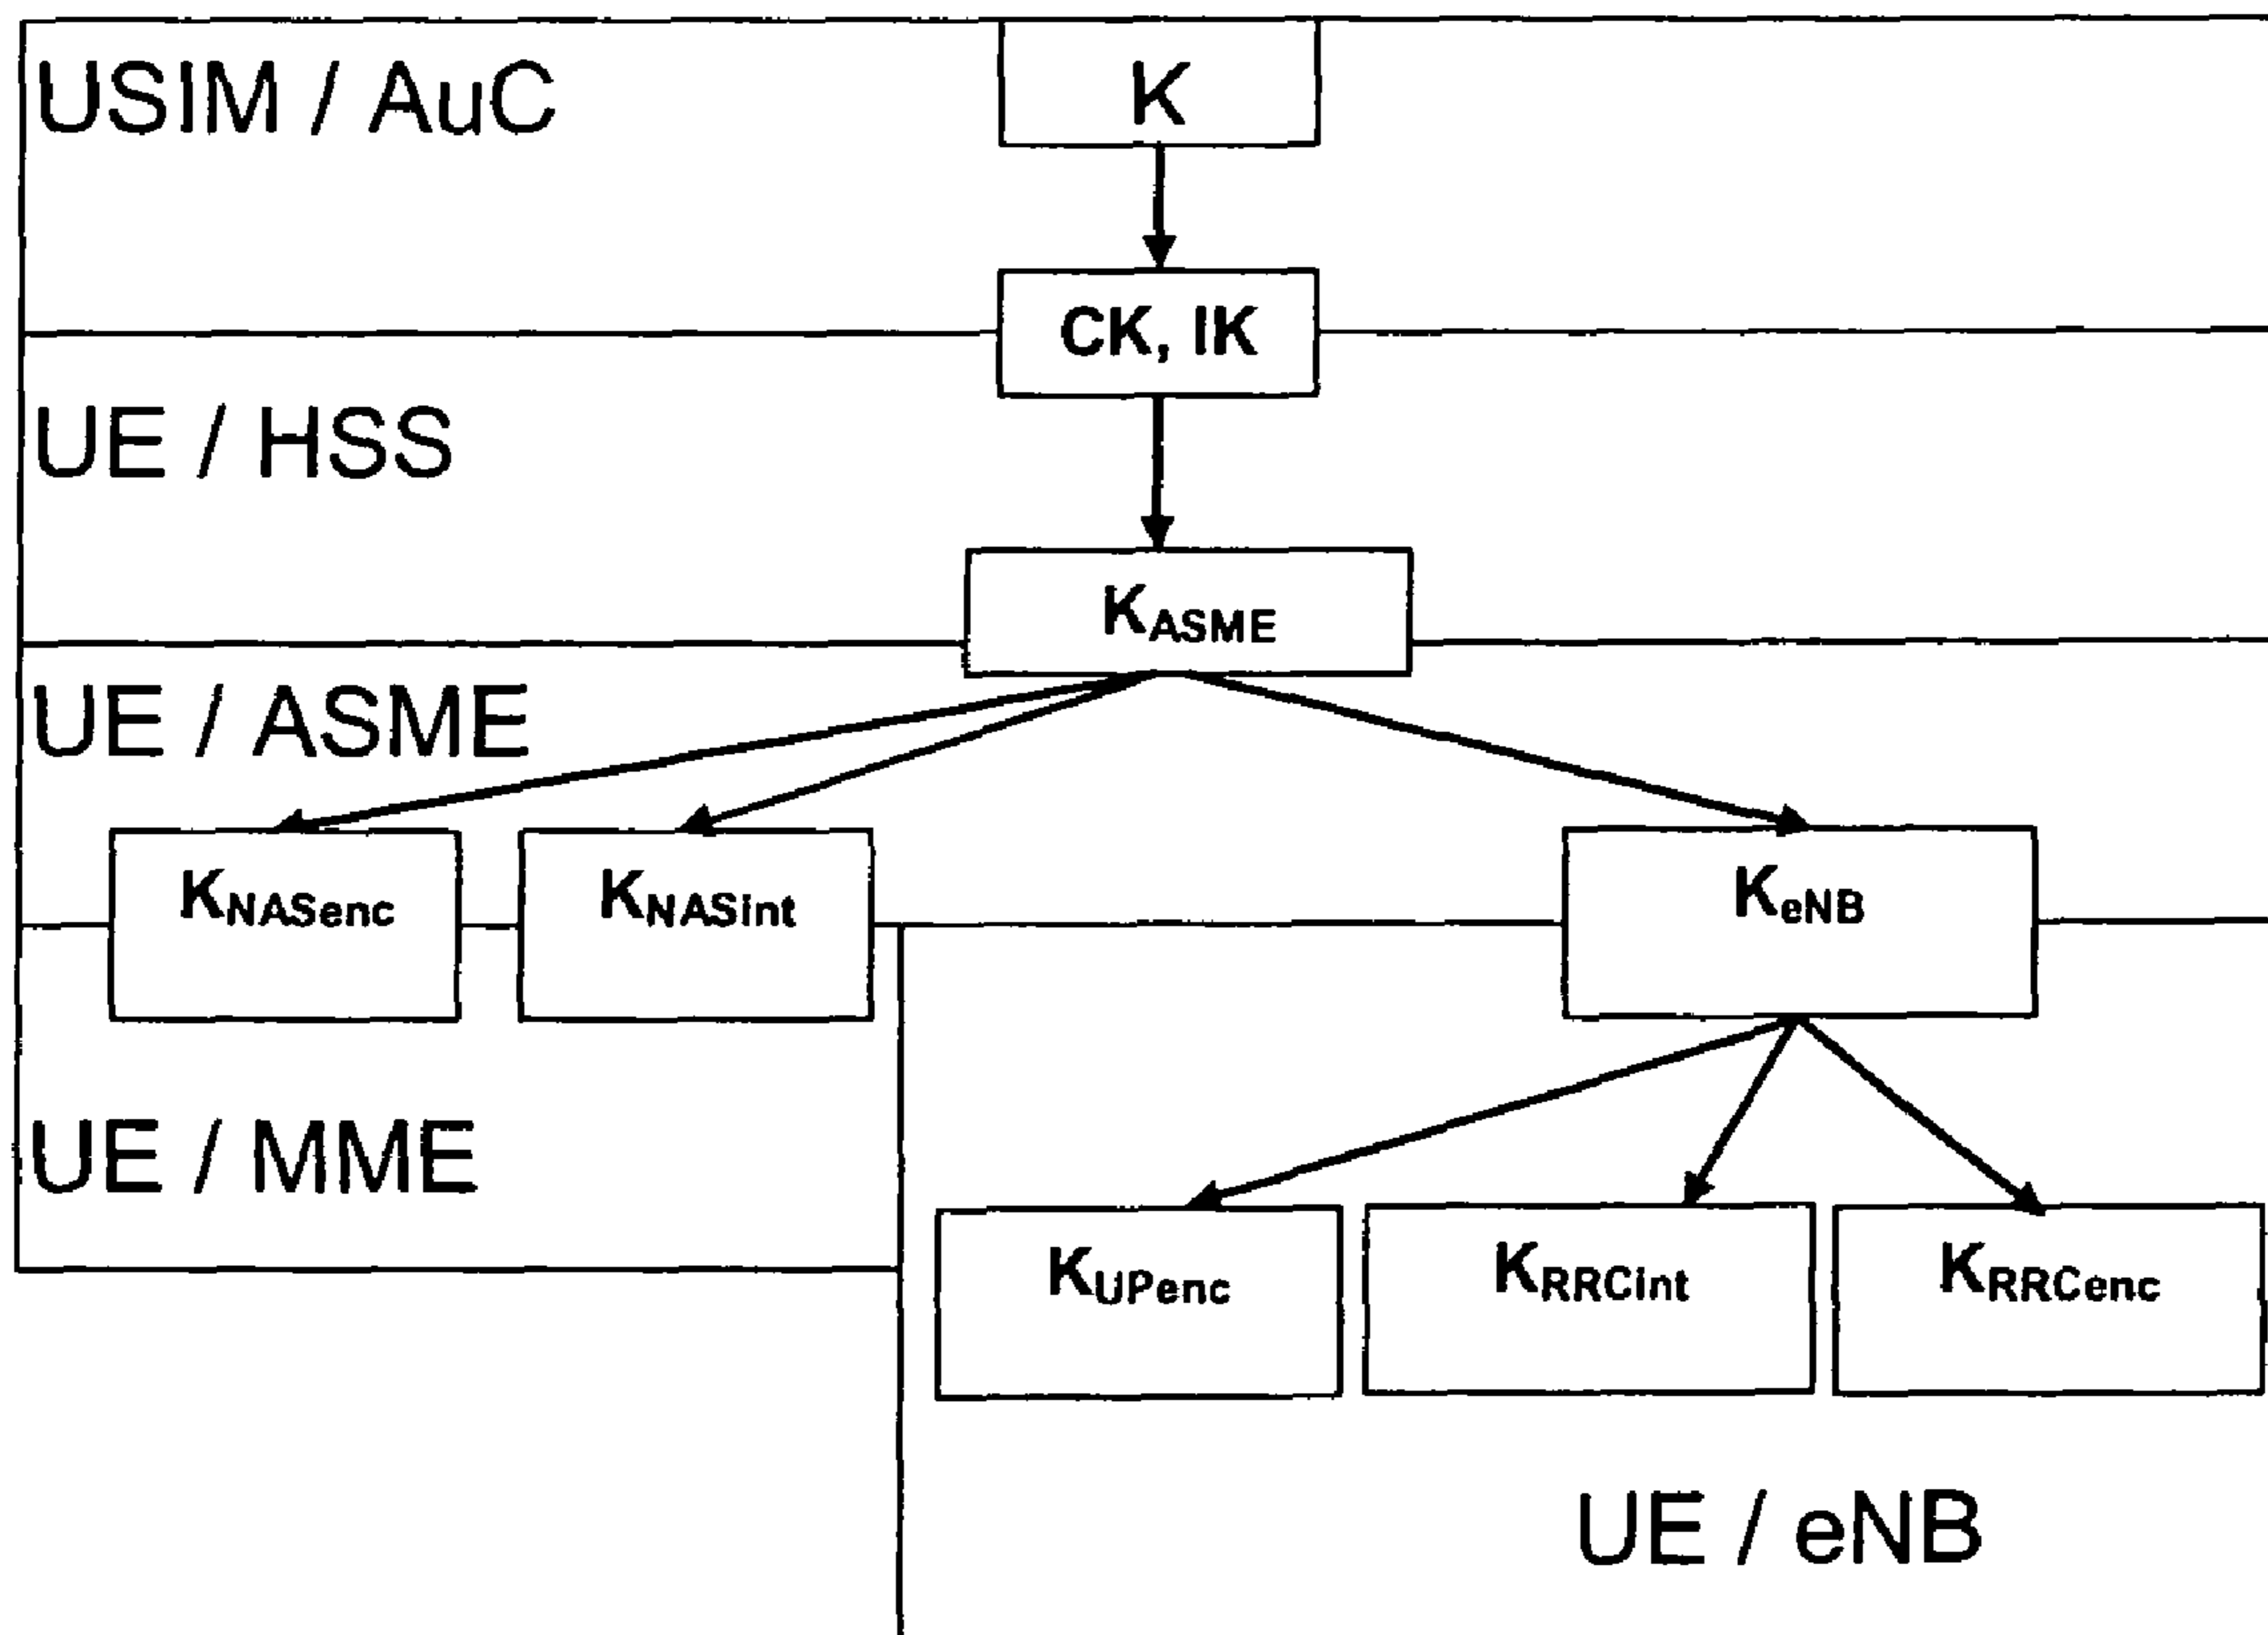 USIM / AuC
K
CK, IK
UE / HSS
KASME
UE / ASME
KNASenc
KNASint
KeNB
UE / MME
KUPenc
KRRCint
KRRCenc
UE / eNB